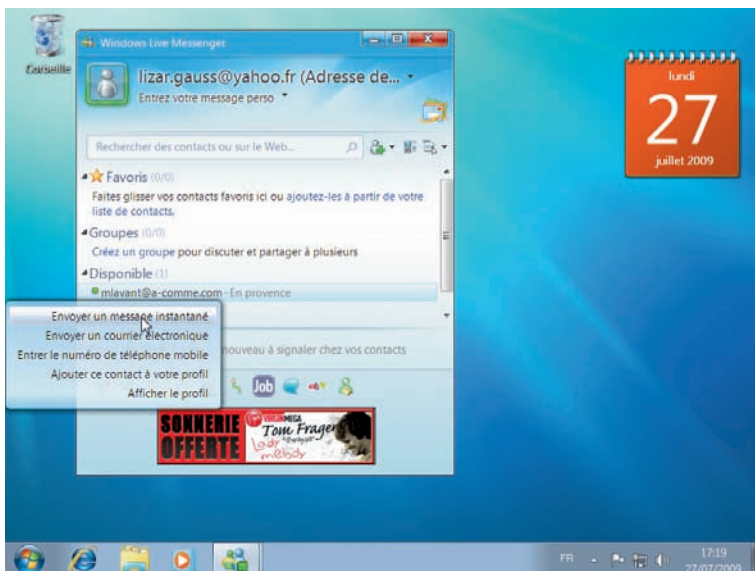 Corbeille
Windows Live Messenger
lizar.gauss@yahoo.fr (Adresse de...
Entrez votre message perso
Rechercher des contacts ou sur le Web...
Favoris (0/0)
Faites glisser vos contacts favoris ici ou ajoutez-les à partir de votre
liste de contacts.
Groupes (0/0)
Créez un groupe pour discuter et partager à plusieurs
Disponible (1)
mlavant@a-comme.com - En provence
Envoyer un message instantané
Envoyer un courrier électronique
Entrer le numéro de téléphone mobile
Ajouter ce contact à votre profil
Afficher le profil
nouveau à signaler chez vos contacts
Job
SONNERIE
OFFERTE
MEGA
Tom Frager
Lady
melody
lundi
27
juillet 2009
FR
17:19
27/07/2009